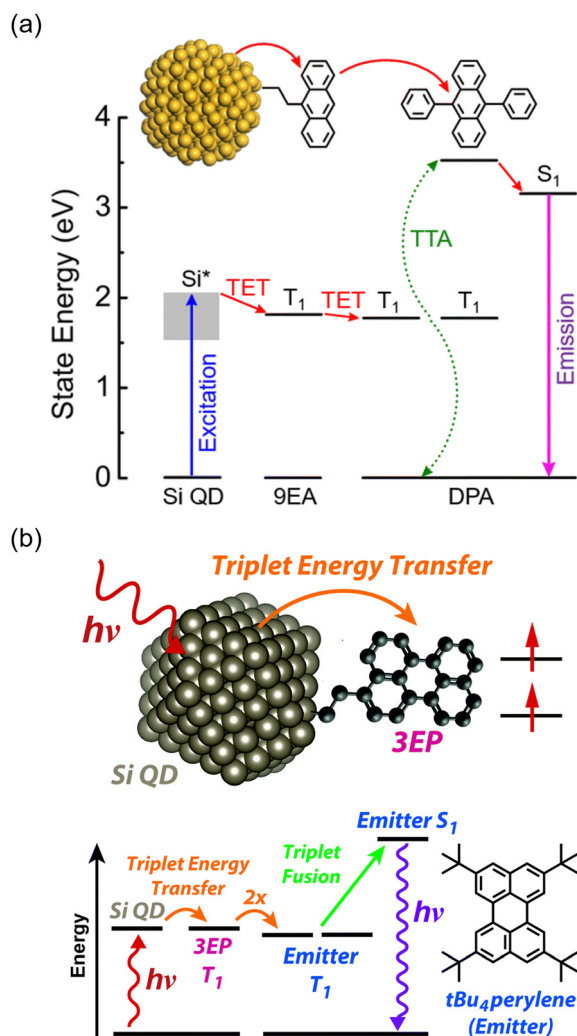 (a)
4
3
2
1
0
State Energy (eV)
S1
TTA
Si*
TET
T1
TET
T1
T1
Excitation
Emission
Si QD
9EA
DPA
(b)
Triplet Energy Transfer
hν
Si QD
3EP
Emitter S1
Triplet
Fusion
Triplet Energy
Transfer
Si QD
2x
3EP
T1
Emitter
T1
hν
hν
Energy
tBu4perylene
(Emitter)